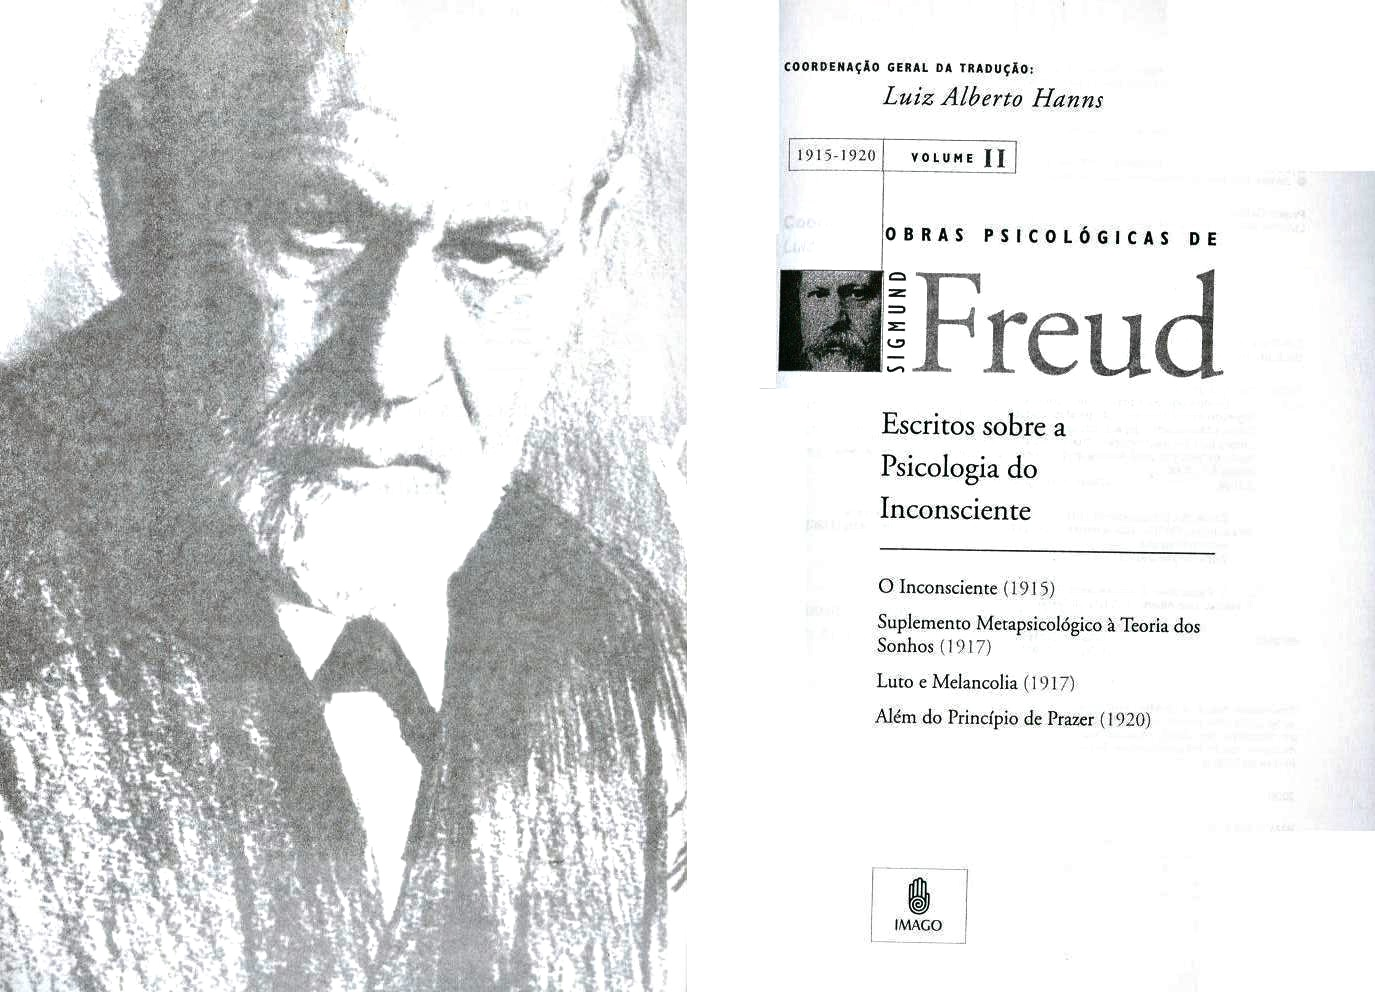 COORDENAÇÃO GERAL DA TRADUÇÃO:
Luiz Alberto Hanns
1915-1920 VOLUME II
OBRAS PSICOLÓGICAS DE
SIGMUND
Freud
Escritos sobre a
Psicologia do
Inconsciente
O Inconsciente (1915)
Suplemento Metapsicológico à Teoria dos
Sonhos (1917)
Luto e Melancolia (1917)
Além do Princípio de Prazer (1920)
IMAGO